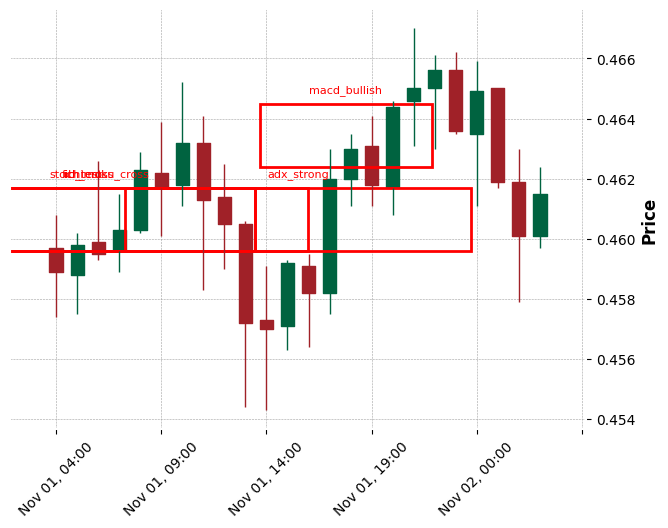 macd_bullish
adx_strong
0.466
0.464
0.462
0.460
0.458
0.456
0.454
Price
Nov 01, 04:00
Nov 01, 09:00
Nov 01, 14:00
Nov 01, 19:00
Nov 02, 00:00